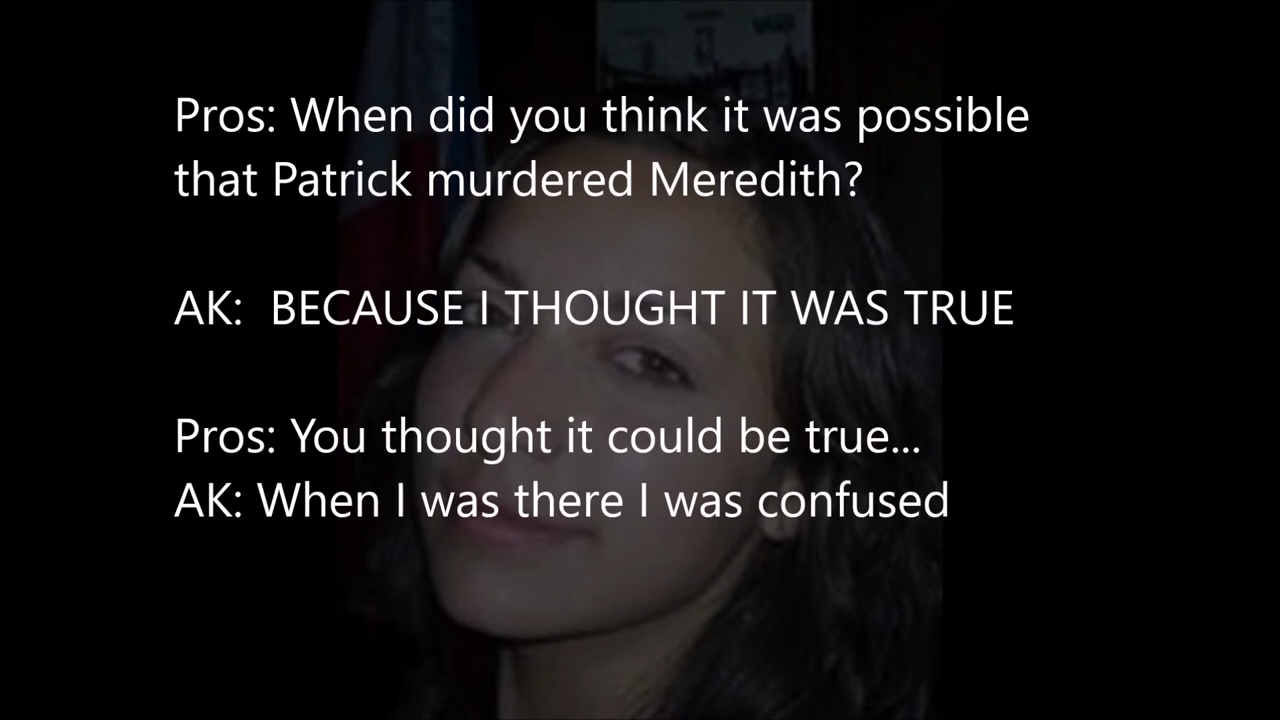 Pros: When did you think it was possible
that Patrick murdered Meredith?
AK: BECAUSE I THOUGHT IT WAS TRUE
Pros: You thought it could be true...
AK: When I was there I was confused